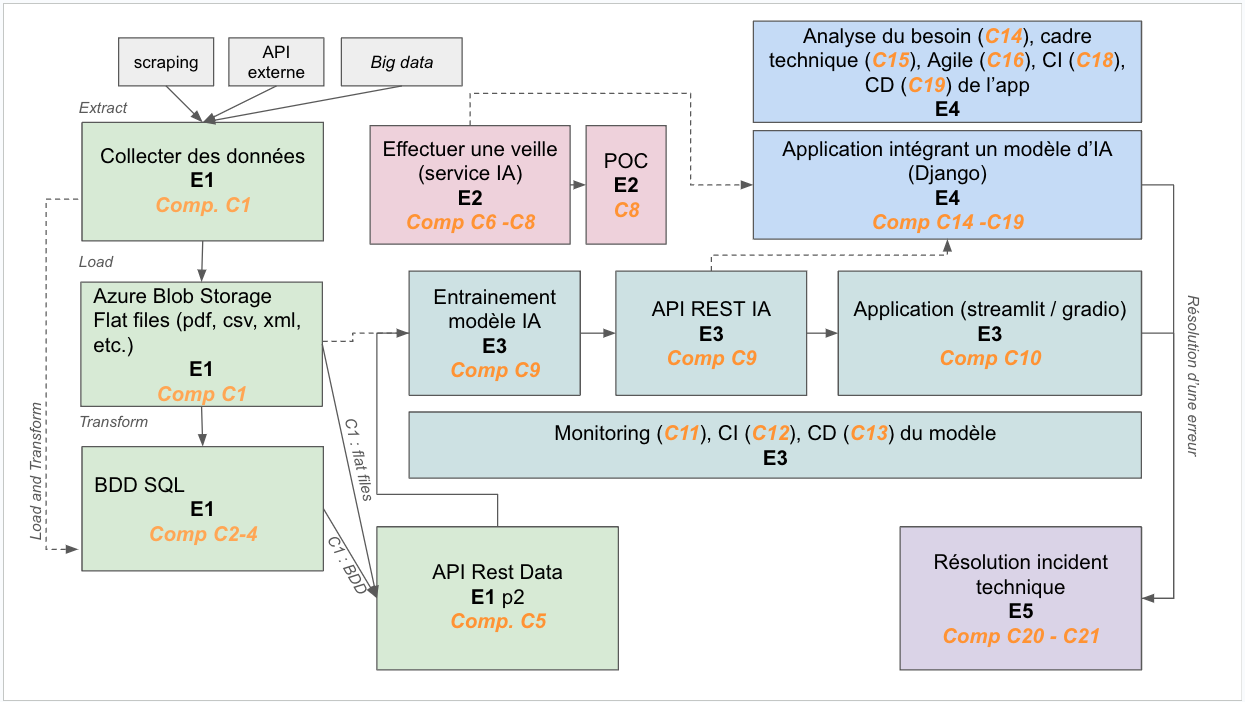 scraping
API
externe
Big data
Extract
Collecter des données
E1
Comp. C1
Load
Azure Blob Storage
Flat files (pdf, csv, xml,
etc.)
E1
Comp C1
Transform
Load and Transform
BDD SQL
E1
Comp C2-4
C1 : flat files
C1 : BDD
API Rest Data
E1 p2
Comp. C5
Effectuer une veille
(service IA)
E2
Comp C6 -C8
POC
E2
C8
Analyse du besoin (C14), cadre
technique (C15), Agile (C16), CI (C18),
CD (C19) de l'app
E4
Application intégrant un modèle d'IA
(Django)
E4
Comp C14 -C19
Entrainement
modèle IA
E3
Comp C9
API REST IA
E3
Comp C9
Application (streamlit / gradio)
E3
Comp C10
Monitoring (C11), CI (C12), CD (C13) du modèle
E3
Résolution d'une erreur
Résolution incident
technique
E5
Comp C20 - C21